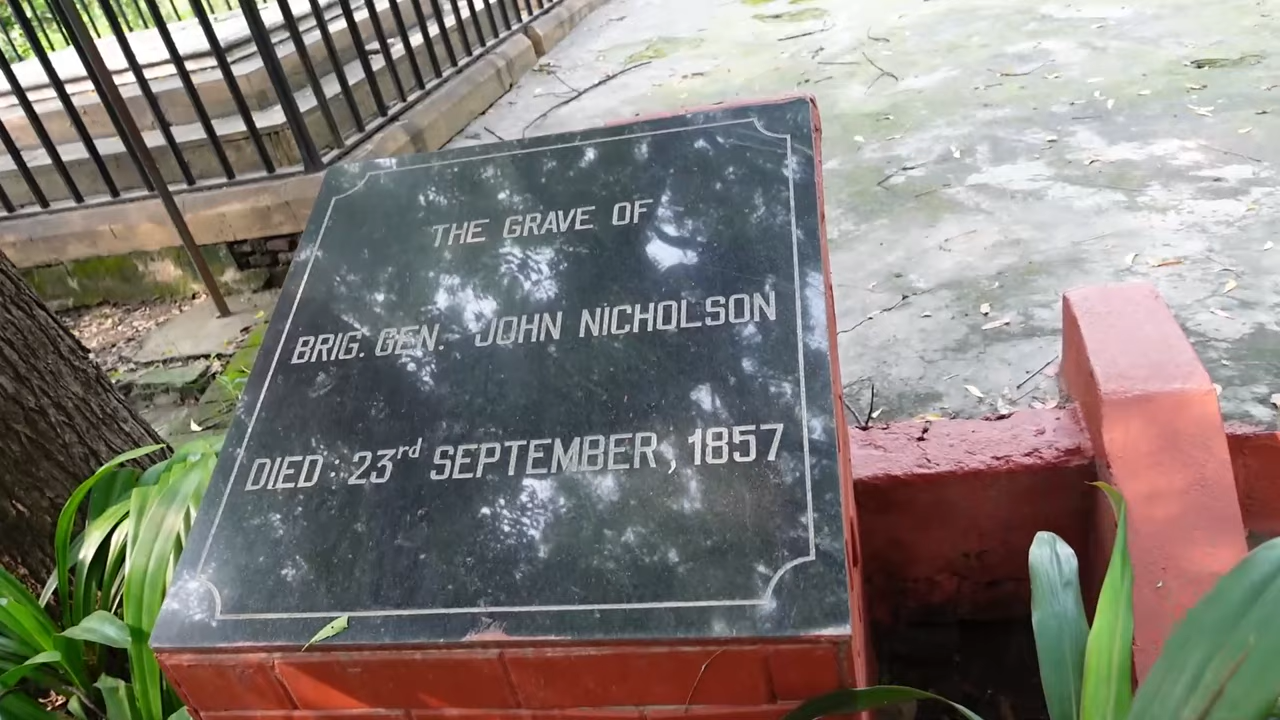 THE GRAVE OF
BRIG. GEN. JOHN NICHOLSON
DIED : 23rd SEPTEMBER, 1857